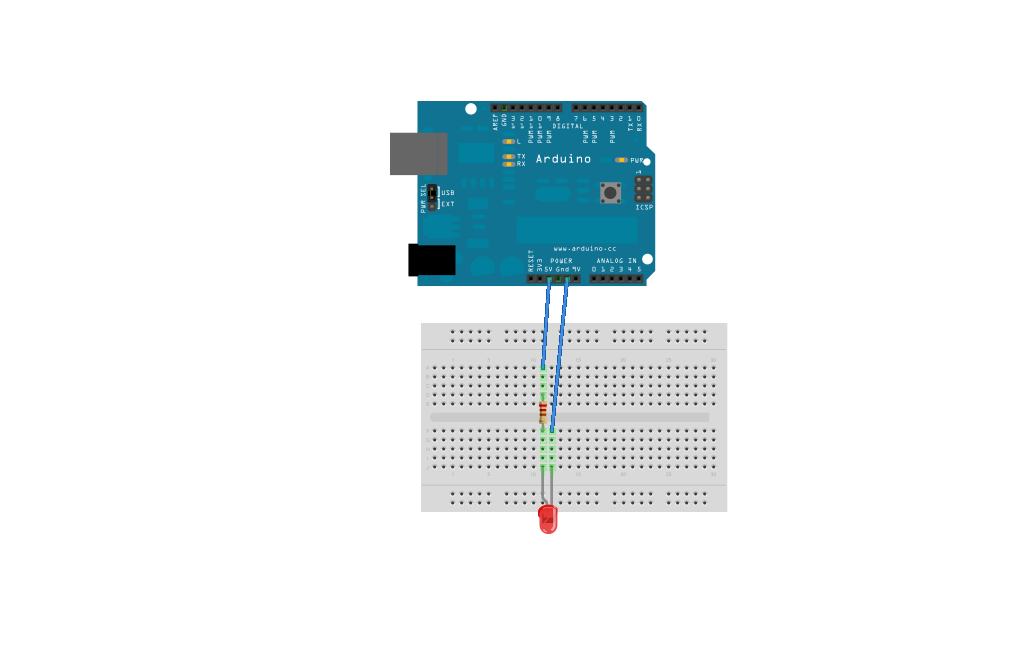 AREF
GND
13
12
PWM 11
PWM 10
PWM 9
8
7
PWM 6
PWM 5
4
PWM 3
2
TX 1
RX 0
DIGITAL
L
TX
RX
Arduino
PWR
ICSP
PWR SEL
USB
EXT
www.arduino.cc
POWER
ANALOG IN
RESET
3V3
5V Gnd 9V
0 1 2 3 4 5